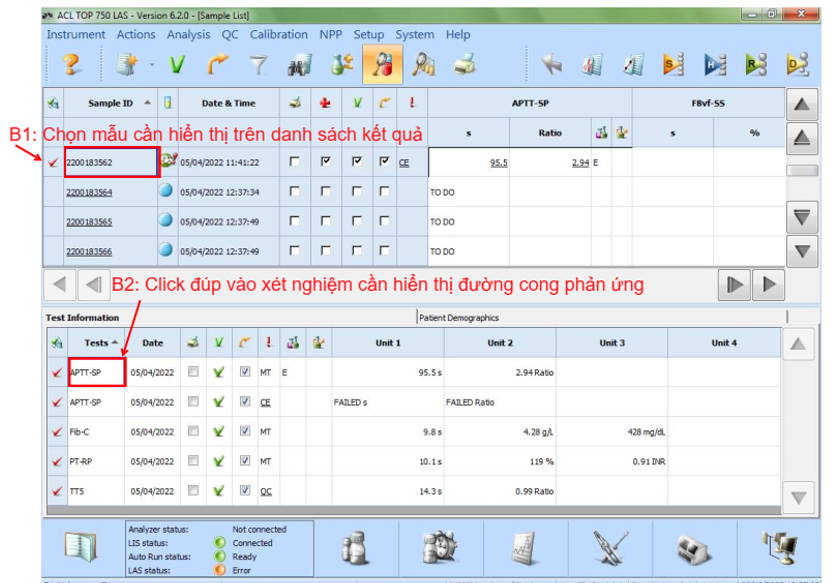 ACL TOP 750 LAS - Version 6.2.0 - [Sample List]
Instrument Actions Analysis QC Calibration NPP Setup System Help
Sample ID Date & Time APTT-SP F8vf-SS
s Ratio s %
B1: Chọn mẫu cần hiển thị trên danh sách kết quả
2200183562 05/04/2022 11:41:22 CE 95.5 2.94 E
2200183564 05/04/2022 12:37:34 TO DO
2200183565 05/04/2022 12:37:49 TO DO
2200183566 05/04/2022 12:37:49 TO DO
B2: Click đúp vào xét nghiệm cần hiển thị đường cong phản ứng
Test Information Patient Demographics
Tests Date Unit 1 Unit 2 Unit 3 Unit 4
APTT-SP 05/04/2022 MT E 95.5 s 2.94 Ratio
APTT-SP 05/04/2022 CE FAILED s FAILED Ratio
Fib-C 05/04/2022 MT 9.8 s 4.28 g/L 428 mg/dL
PT-RP 05/04/2022 MT 10.1 s 119 % 0.91 INR
TTS 05/04/2022 QC 14.3 s 0.99 Ratio
Analyzer status: Not connected
LIS status: Connected
Auto Run status: Ready
LAS status: Error